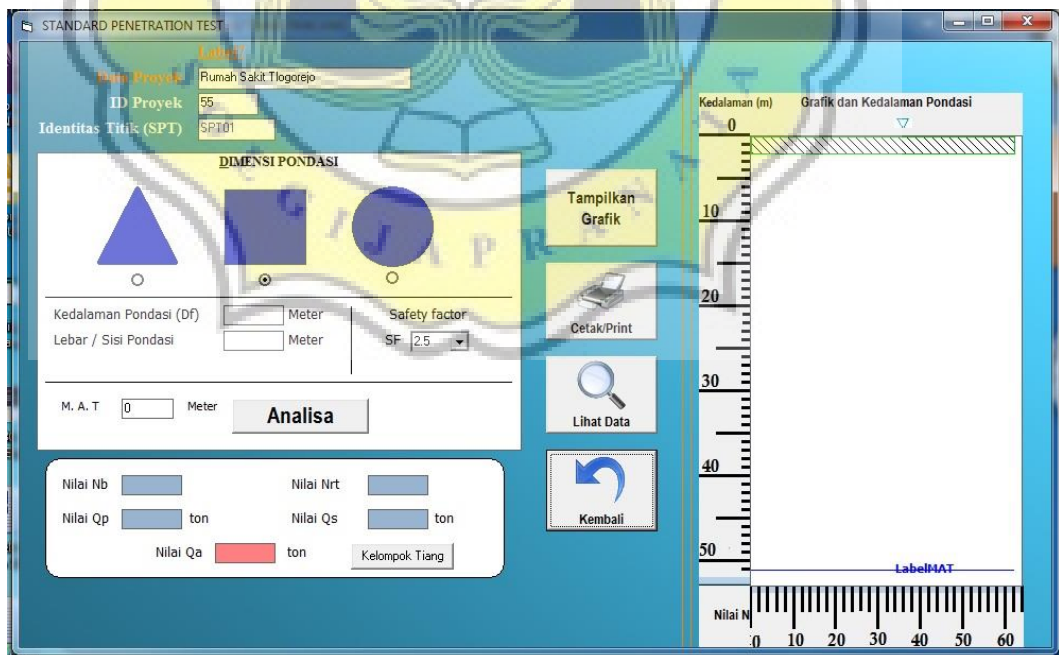 STANDARD PENETRATION TEST
Label7
Data Proyek Rumah Sakit Tlogorejo
ID Proyek 55
Identitas Titik (SPT) SPT01
DIMENSI PONDASI
Kedalaman Pondasi (Df) Meter
Lebar / Sisi Pondasi Meter
Safety factor
SF 2.5
M. A. T 0 Meter
Analisa
Nilai Nb
Nilai Nrt
Nilai Qp ton
Nilai Qs ton
Nilai Qa ton
Kelompok Tiang
Tampilkan
Grafik
Cetak/Print
Lihat Data
Kembali
Kedalaman (m) Grafik dan Kedalaman Pondasi
0
10
20
30
40
50
LabelMAT
Nilai N
0 10 20 30 40 50 60
GIJAPRANA